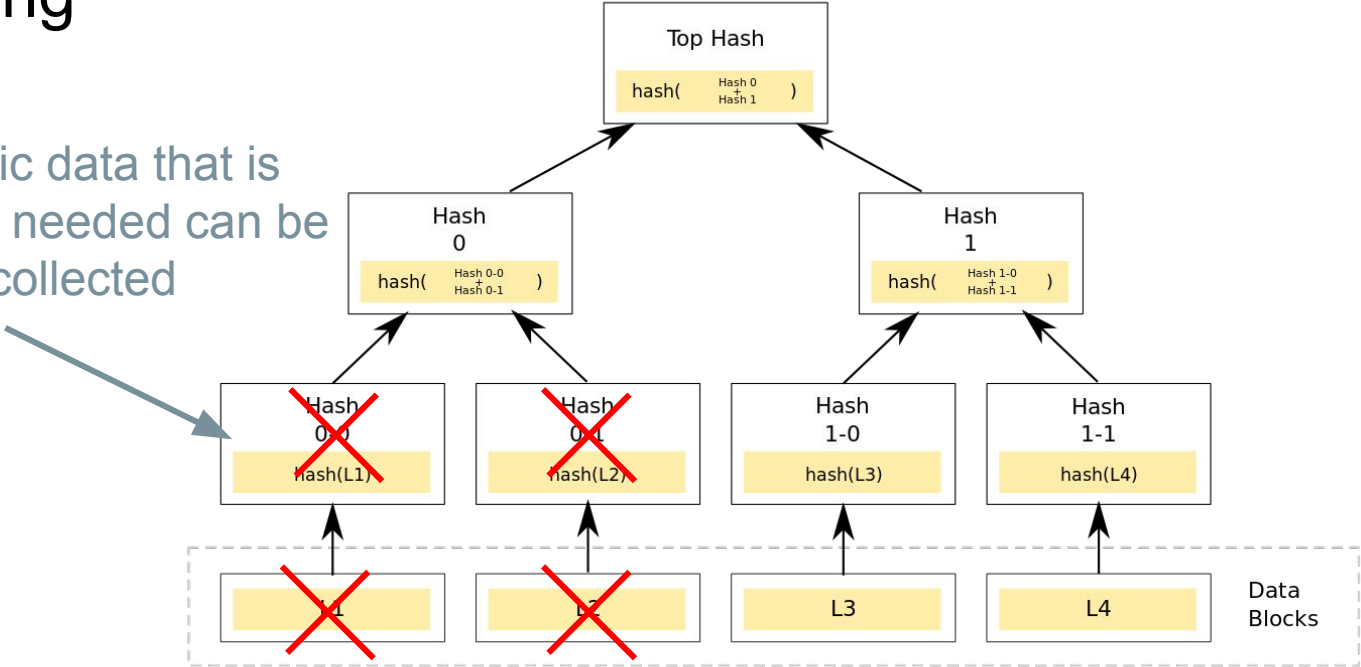 ng
Top Hash
hash( Hash 0 + Hash 1 )
ic data that is
needed can be
collected
Hash
0
hash( Hash 0-0 + Hash 0-1 )
Hash
1
hash( Hash 1-0 + Hash 1-1 )
Hash
0-0
hash(L1)
Hash
0-1
hash(L2)
Hash
1-0
hash(L3)
Hash
1-1
hash(L4)
L1
L2
L3
L4
Data
Blocks